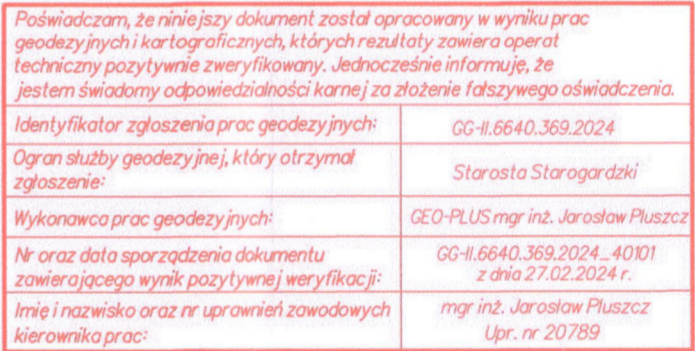 Poświadczam, że niniejszy dokument został opracowany w wyniku prac
geodezyjnych i kartograficznych, których rezultaty zawiera operat
techniczny pozytywnie zweryfikowany. Jednocześnie informuję, że
jestem świadomy odpowiedzialności karnej za złożenie fałszywego oświadczenia.
Identyfikator zgłoszenia prac geodezyjnych:
GG-II.6640.369.2024
Ogran służby geodezyjnej, który otrzymał
zgłoszenie:
Starosta Starogardzki
Wykonawca prac geodezyjnych:
GEO-PLUS mgr inż. Jarosław Pluszcz
Nr oraz data sporządzenia dokumentu
zawierającego wynik pozytywnej weryfikacji:
GG-II.6640.369.2024_40101
z dnia 27.02.2024 r.
Imię i nazwisko oraz nr uprawnień zawodowych
kierownika prac:
mgr inż. Jarosław Pluszcz
Upr. nr 20789